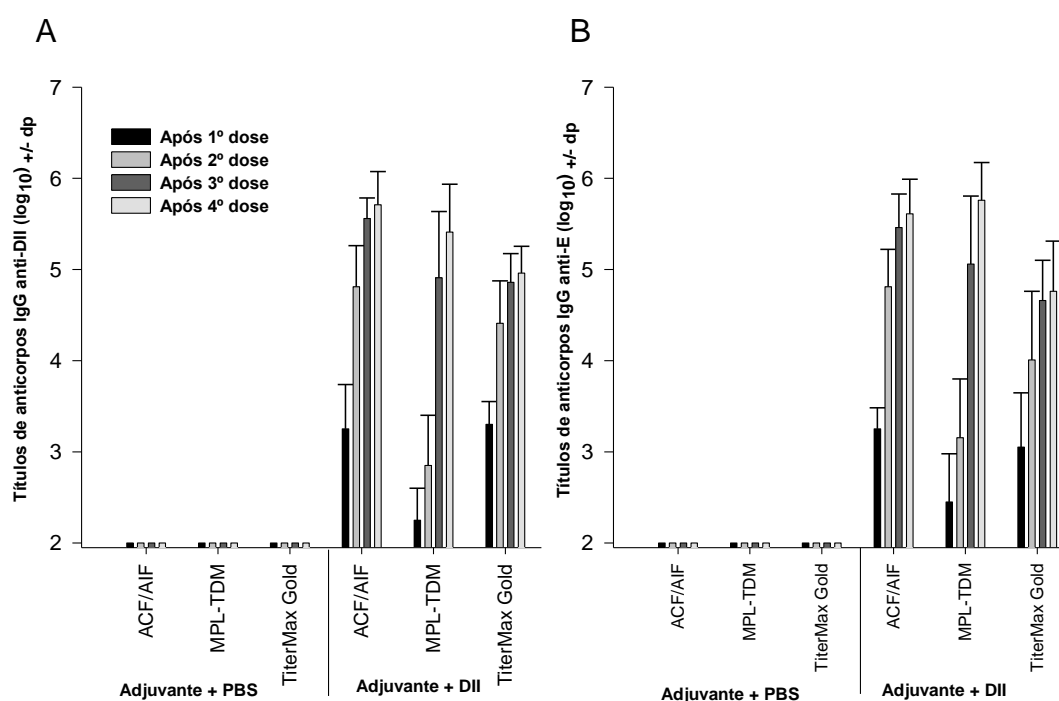 A
Títulos de anticorpos IgG anti-DII (log10) +/- dp
7
6
5
4
3
2
Após 1º dose
Após 2º dose
Após 3º dose
Após 4º dose
ACF/AIF
MPL-TDM
TiterMax Gold
ACF/AIF
MPL-TDM
TiterMax Gold
Adjuvante + PBS
Adjuvante + DII
B
Títulos de anticorpos IgG anti-E (log10) +/- dp
7
6
5
4
3
2
ACF/AIF
MPL-TDM
TiterMax Gold
ACF/AIF
MPL-TDM
TiterMax Gold
Adjuvante + PBS
Adjuvante + DII